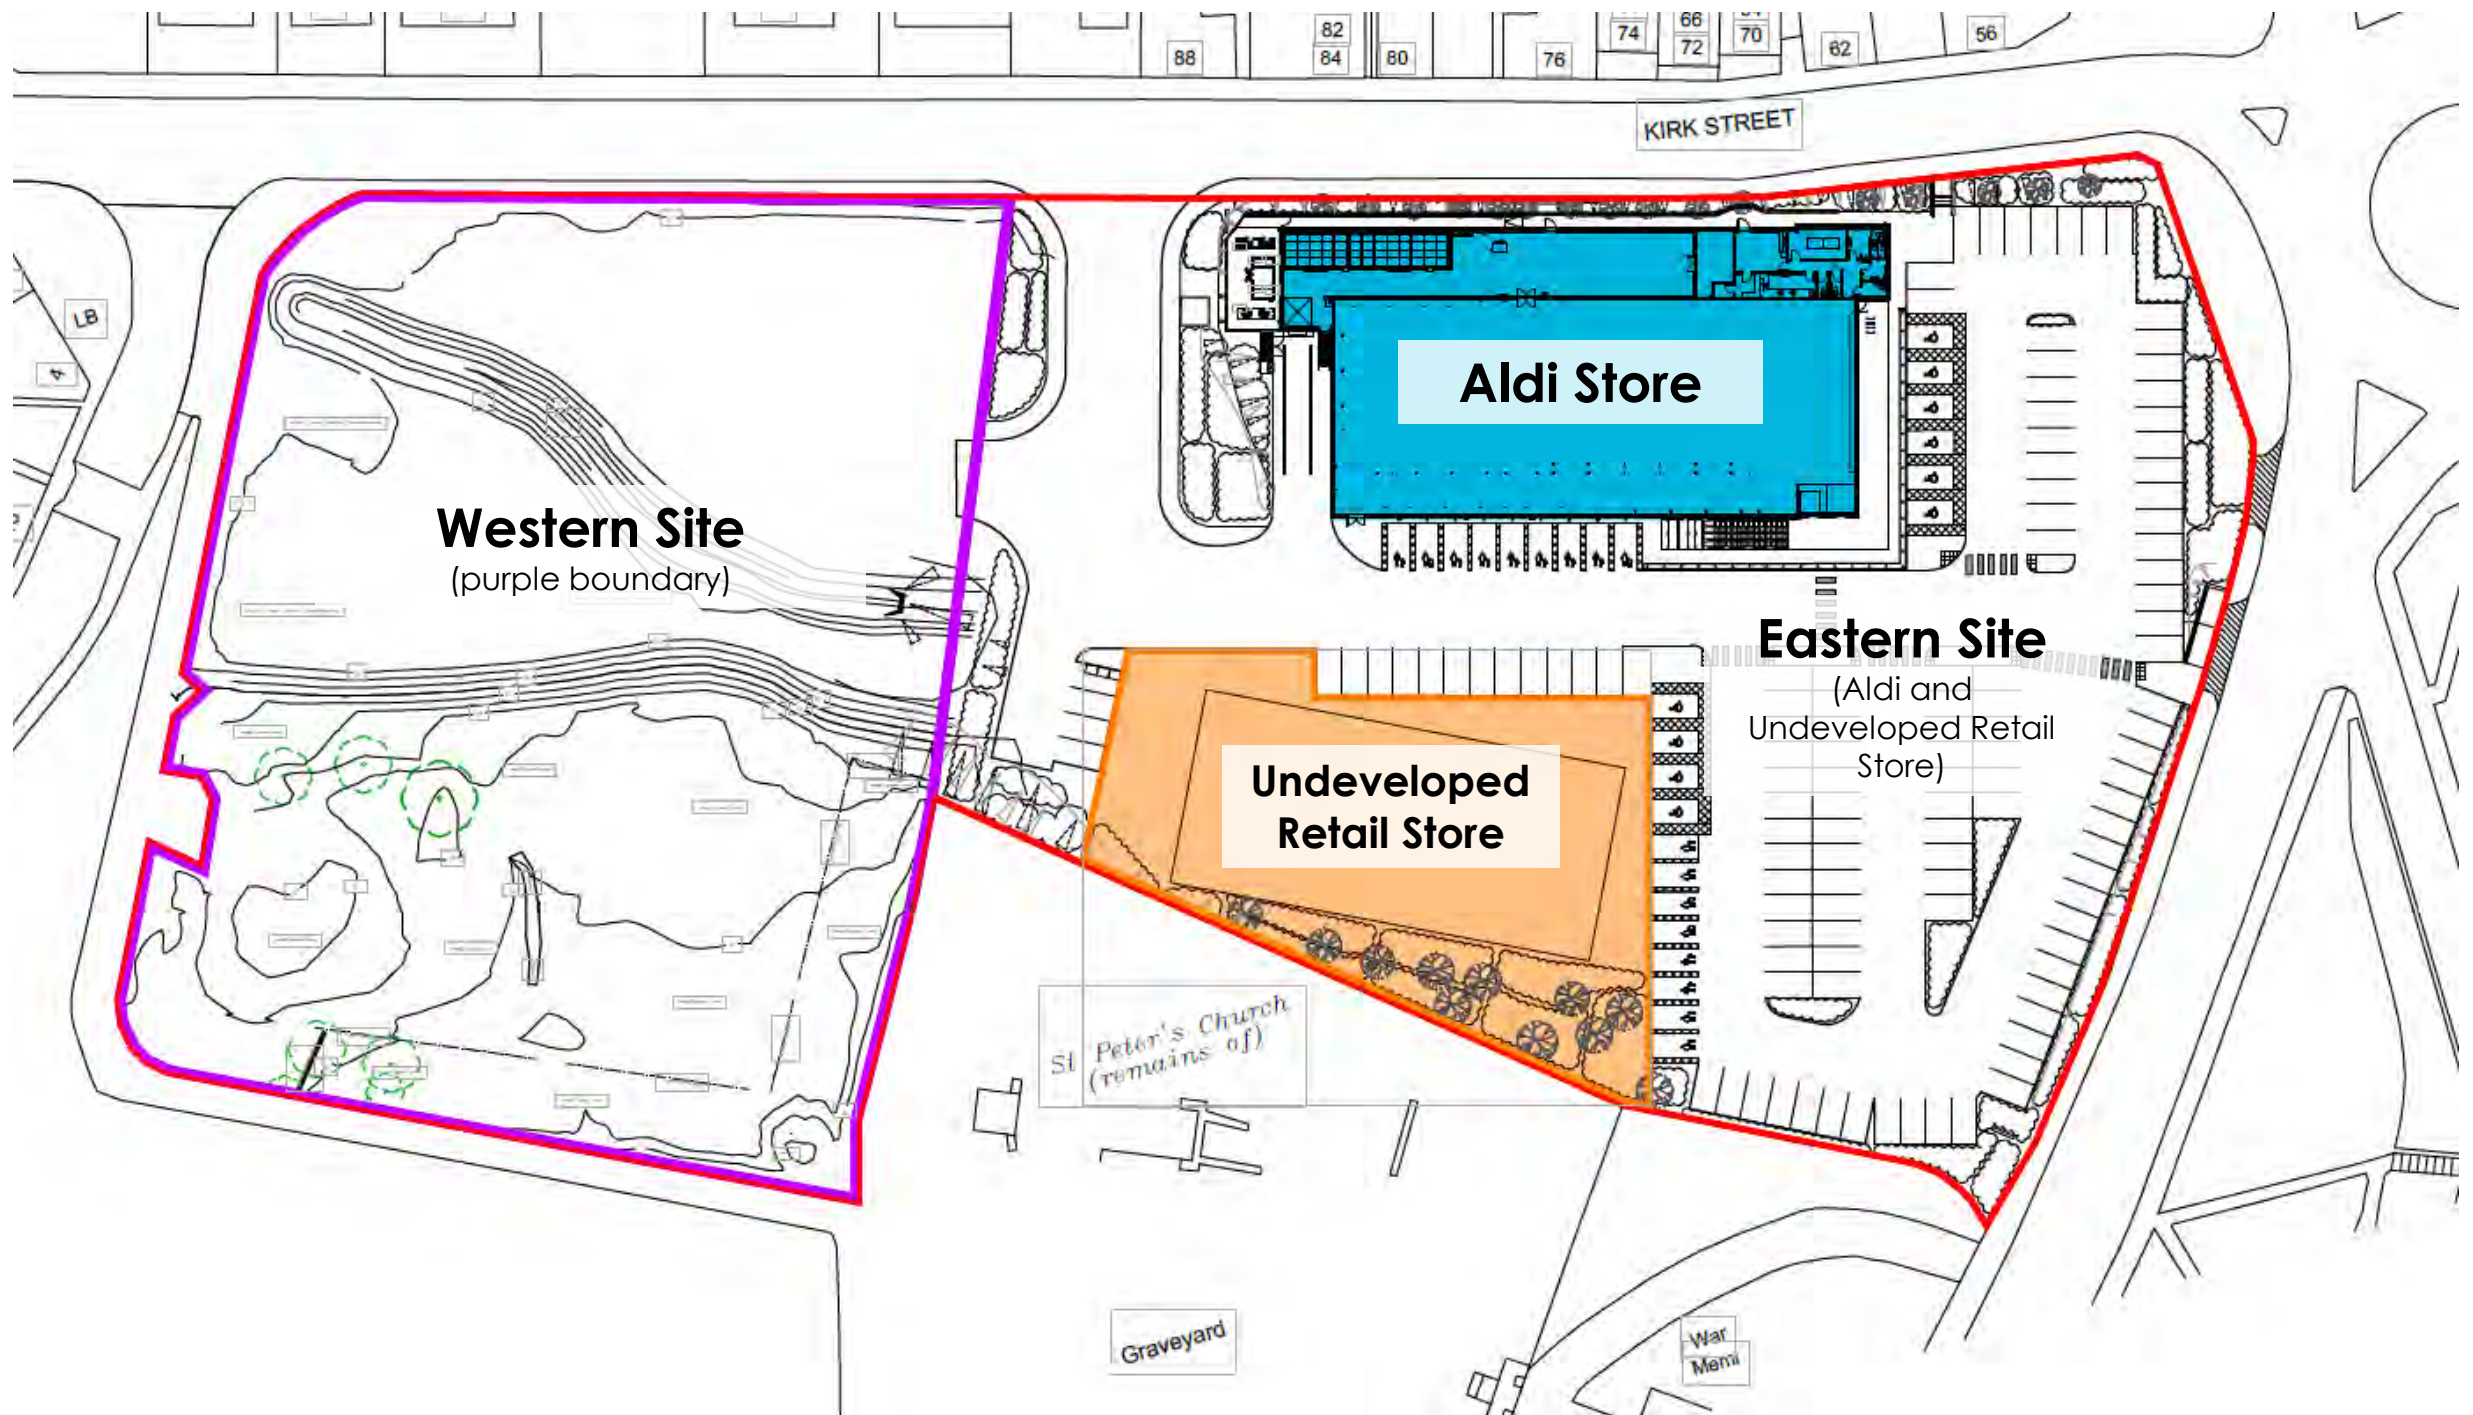 82
84
88
80
76
74
66
72
70
62
56
KIRK STREET
LB
4
Aldi Store
Western Site
(purple boundary)
Eastern Site
(Aldi and
Undeveloped Retail
Store)
Undeveloped
Retail Store
St Peter's Church
(remains of)
Graveyard
War
Meml